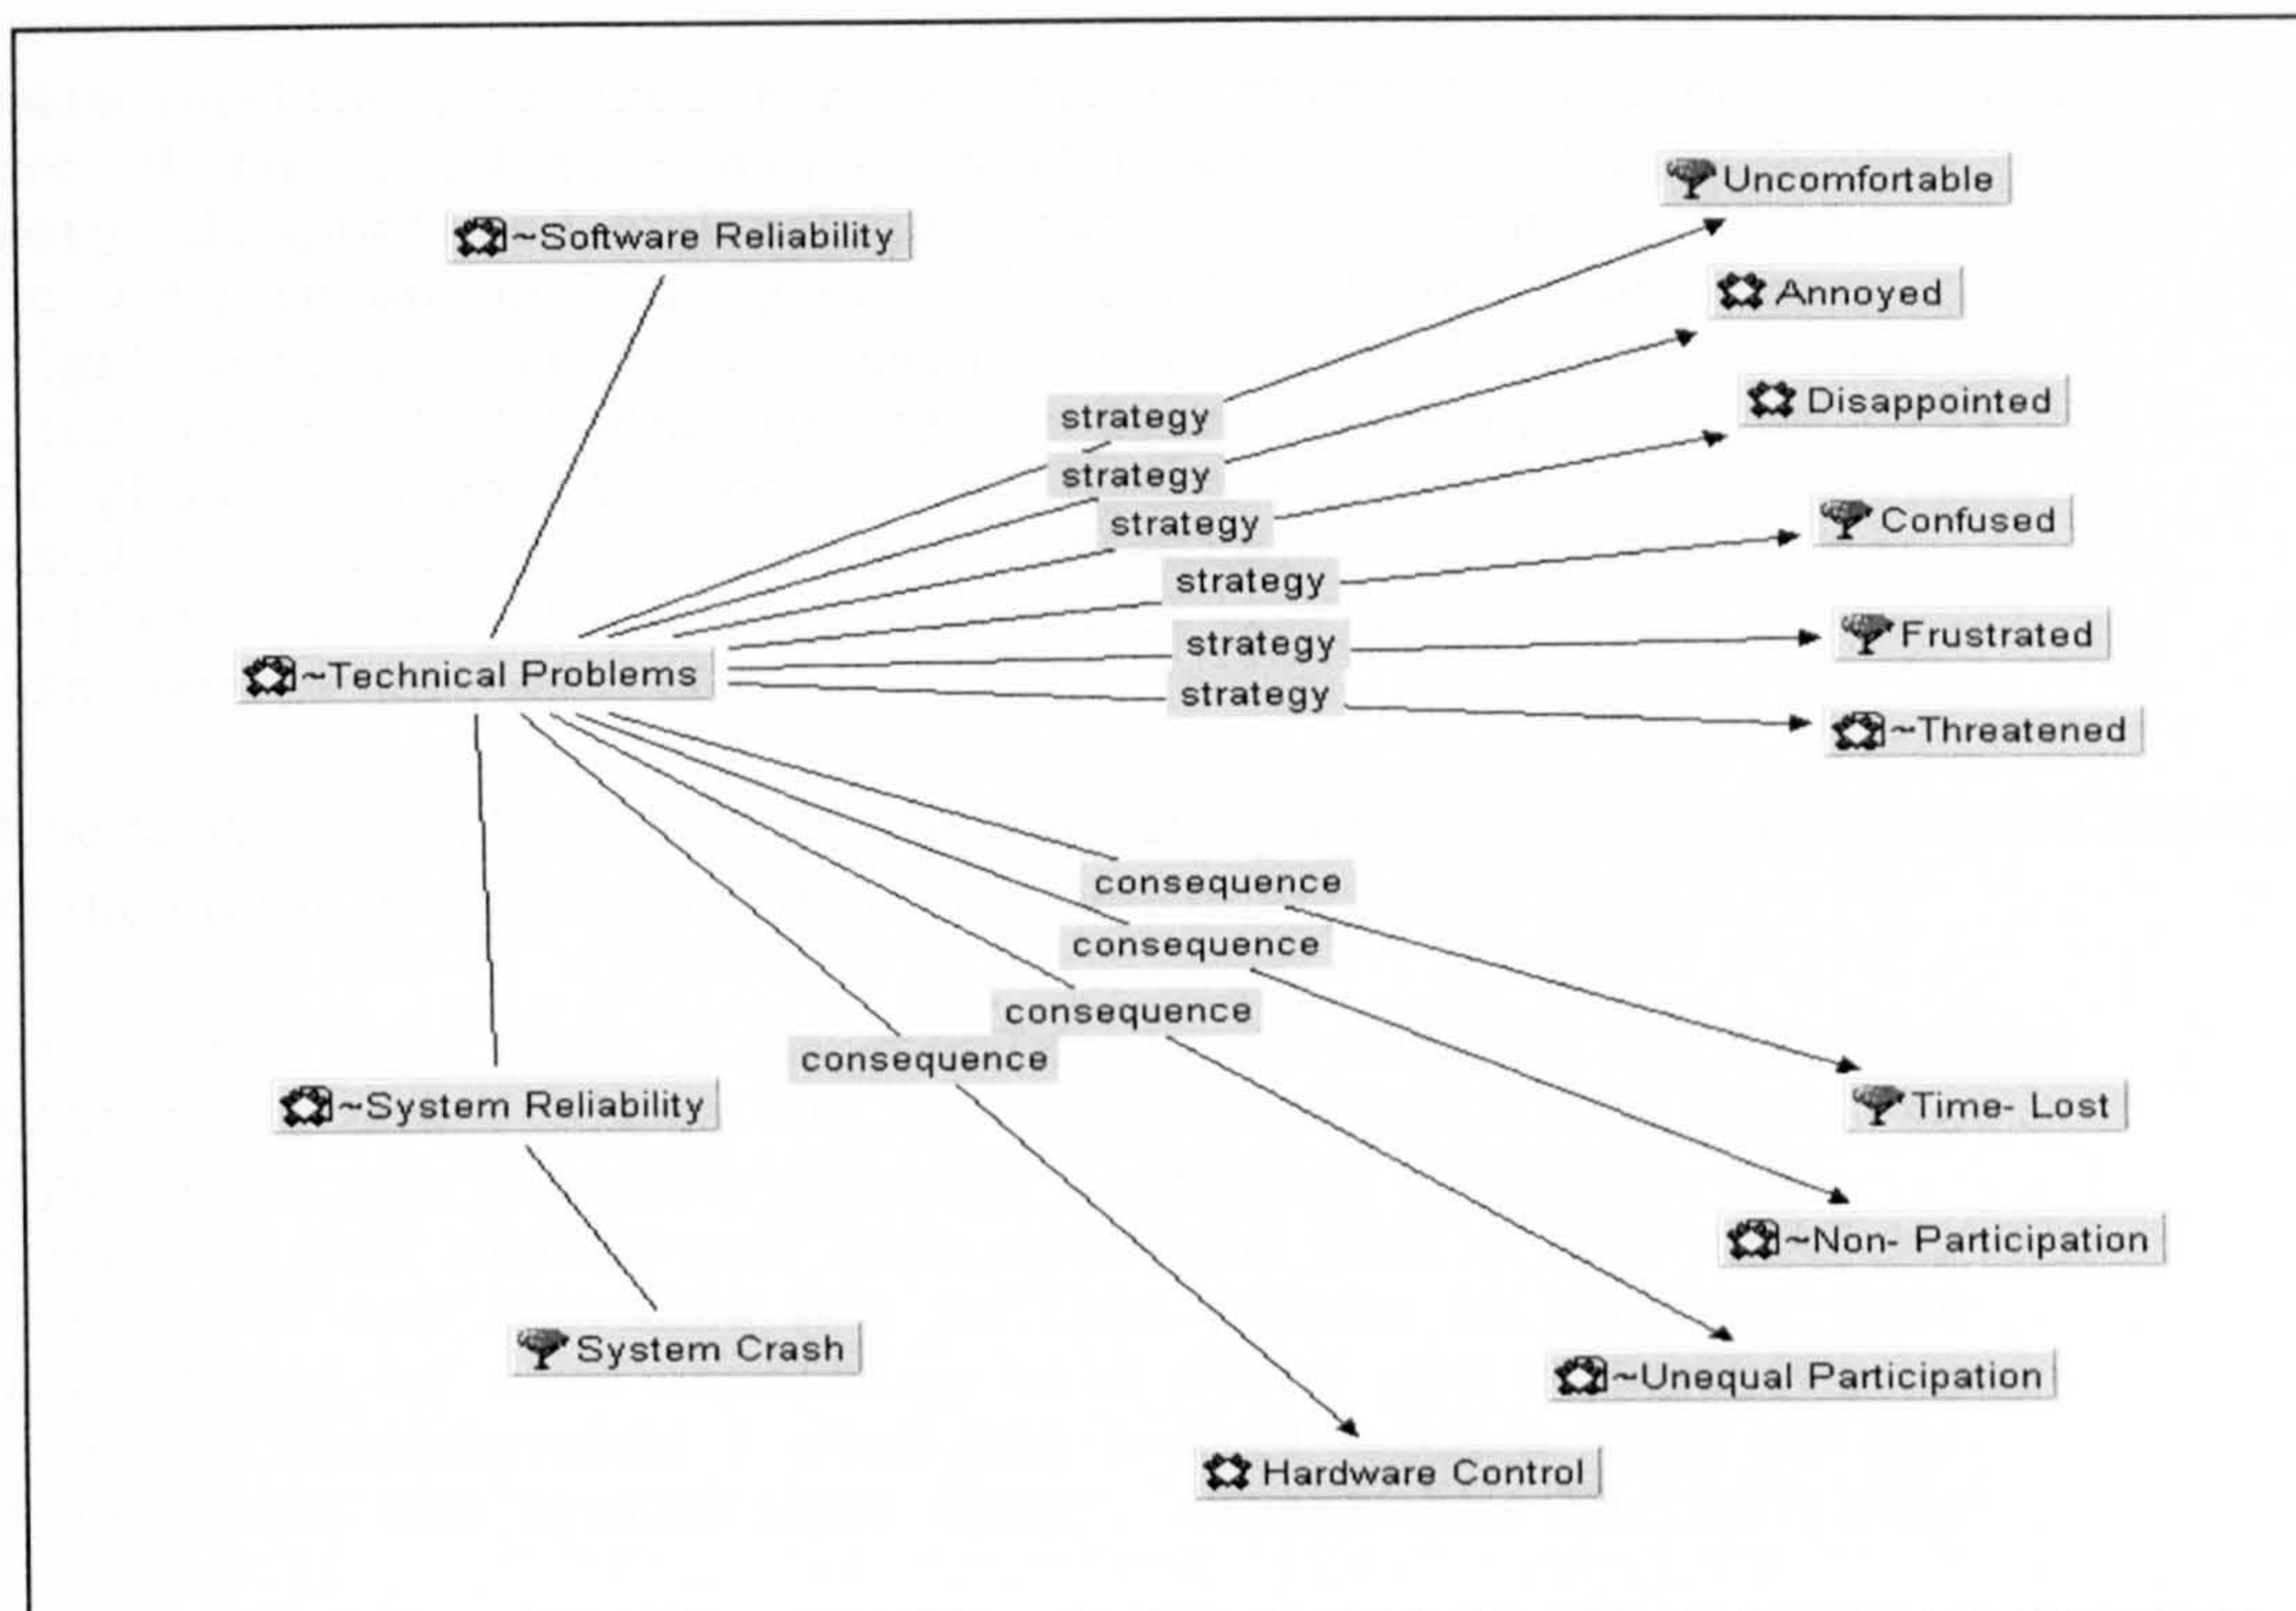 Uncomfortable
~Software Reliability
Annoyed
Disappointed
strategy
strategy
strategy
Confused
strategy
strategy
Frustrated
~Technical Problems
strategy
~Threatened
consequence
consequence
consequence
consequence
~System Reliability
Time- Lost
~Non- Participation
System Crash
~Unequal Participation
Hardware Control